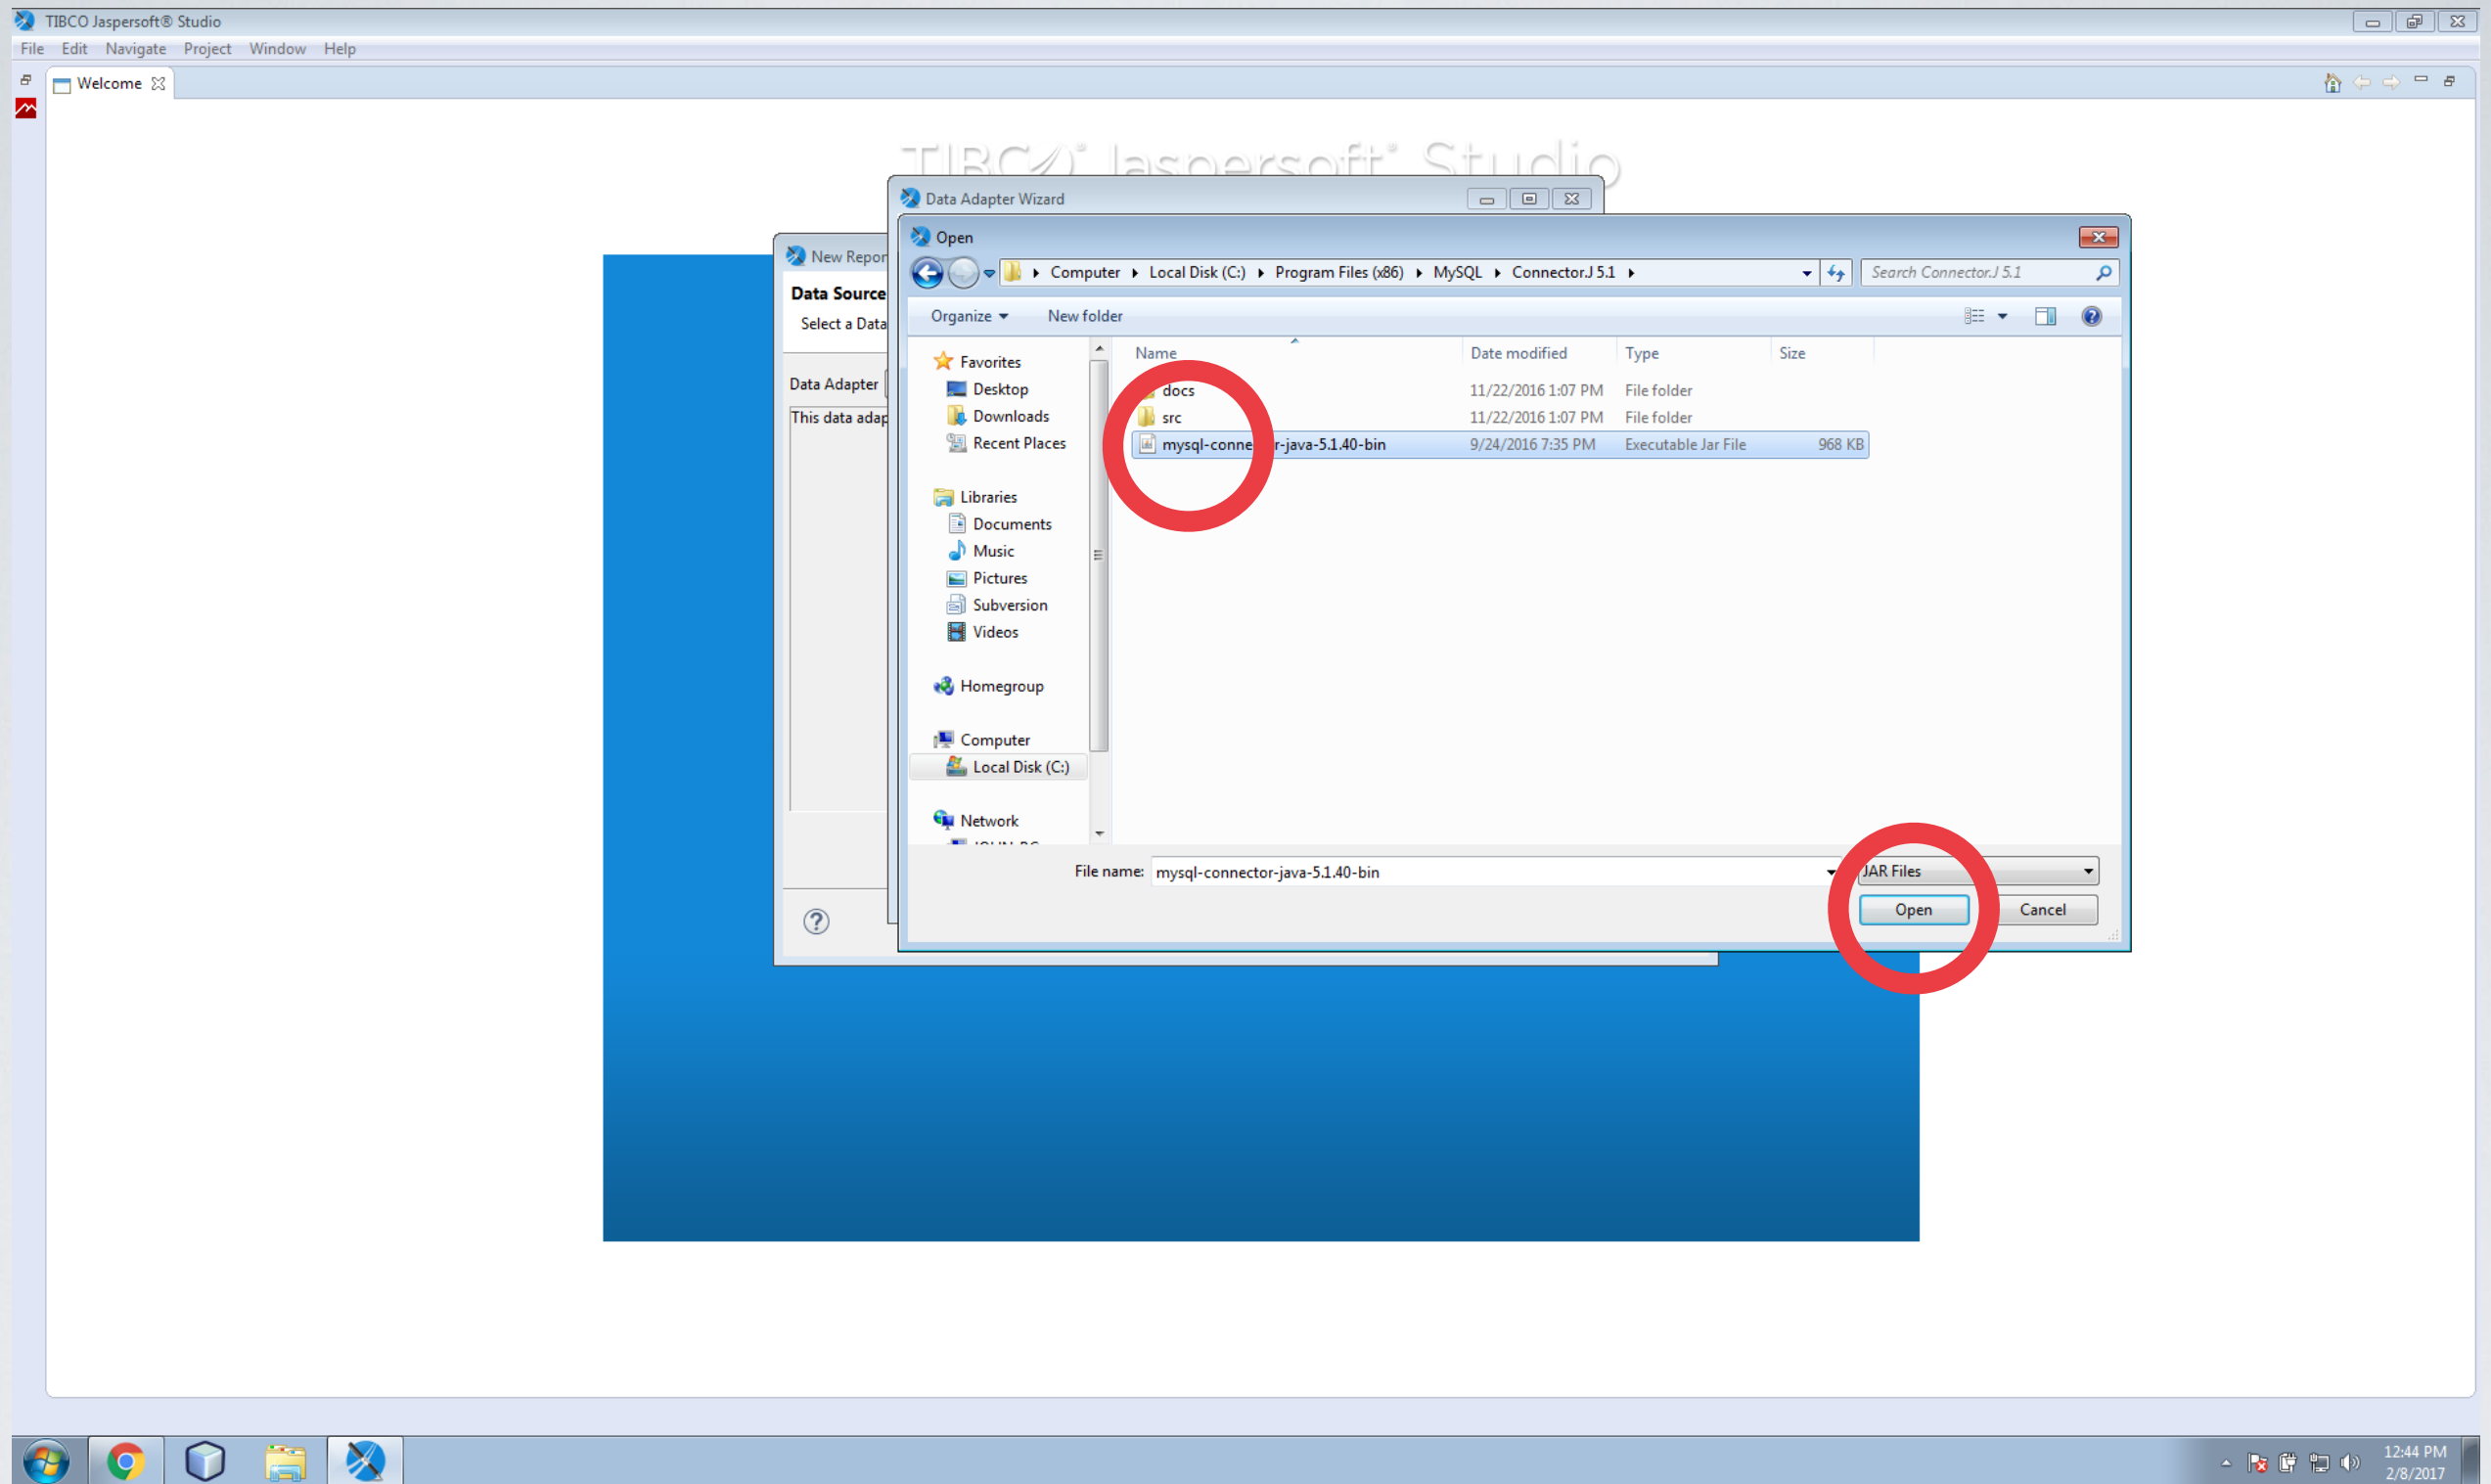 TIBCO Jaspersoft® Studio
File Edit Navigate Project Window Help
Welcome
TIBCO® Jaspersoft® Studio
Data Adapter Wizard
Open
New Repor
Computer Local Disk (C:) Program Files (x86) MySQL Connector.J 5.1
Search Connector.J 5.1
Data Source
Select a Data
Organize New folder
Name Date modified Type Size
Favorites
Data Adapter
Desktop
docs 11/22/2016 1:07 PM File folder
This data adap
Downloads
src 11/22/2016 1:07 PM File folder
Recent Places
mysql-conne r-java-5.1.40-bin 9/24/2016 7:35 PM Executable Jar File 968 KB
Libraries
Documents
Music
Pictures
Subversion
Videos
Homegroup
Computer
Local Disk (C:)
Network
File name: mysql-connector-java-5.1.40-bin
JAR Files
Open Cancel
12:44 PM
2/8/2017